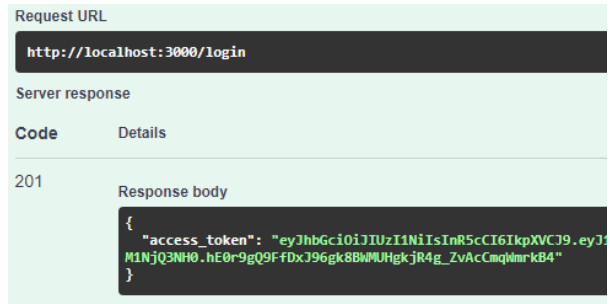 Request URL
http://localhost:3000/login
Server response
Code Details
201
Response body
{
"access_token": "eyJhbGciOiJIUzI1NiIsInR5cCI6IkpXVCJ9.eyJ1
M1NjQ3NH0.hE0r9gQ9FfDxJ96gk8BWMUHgkjR4g_ZvAcCmqWmrkB4"
}